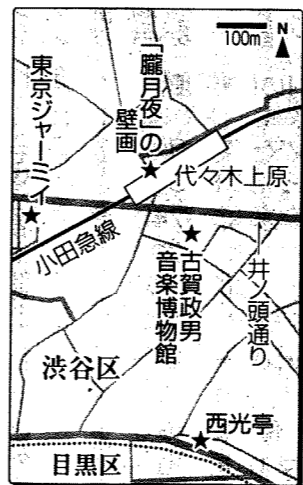 100m
N
「朧月夜」の
壁画
東京ジャーミイ
代々木上原
小田急線
井ノ頭通り
古賀政男
音楽博物館
渋谷区
西光亭
目黒区